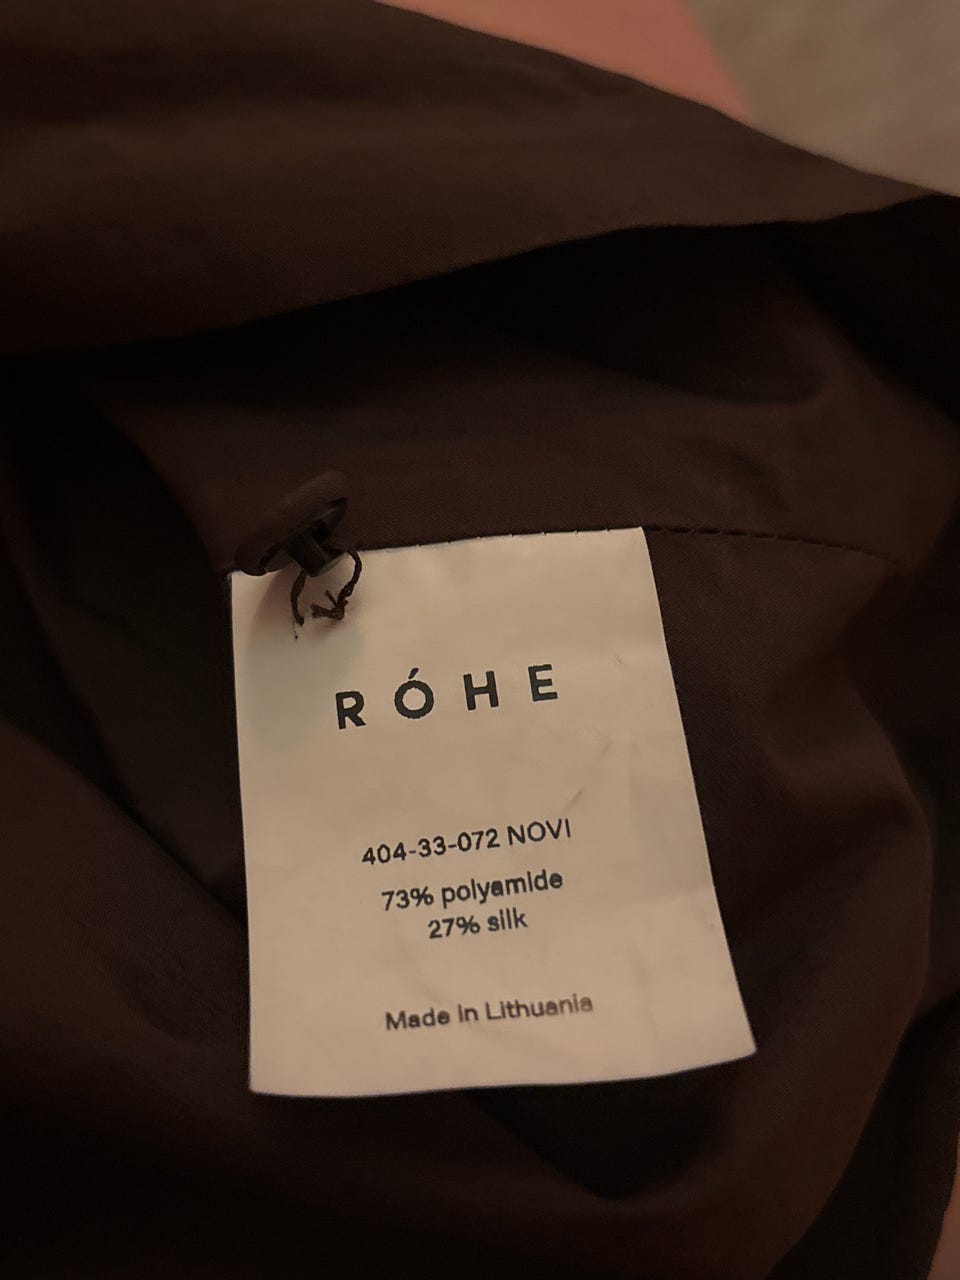 RÓHE
404-33-072 NOVI
73% polyamide
27% silk
Made in Lithuania